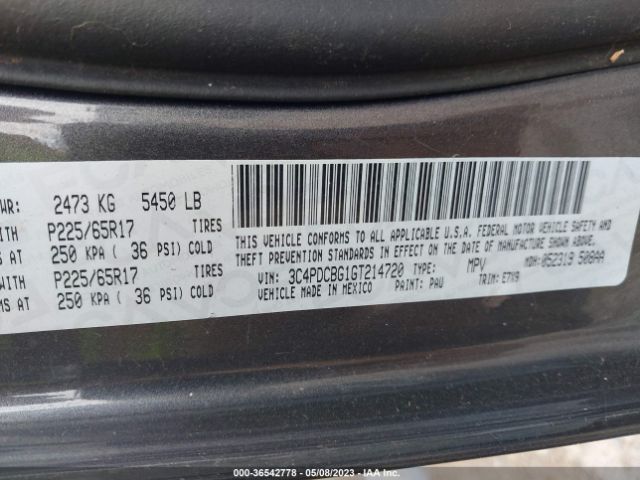 WR: 2473 KG 5450 LB
WITH P225/65R17 TIRES
S AT 250 KPA ( 36 PSI) COLD
WITH P225/65R17 TIRES
MS AT 250 KPA ( 36 PSI) COLD
THIS VEHICLE CONFORMS TO ALL APPLICABLE U.S.A. FEDERAL MOTOR VEHICLE SAFETY AND
THEFT PREVENTION STANDARDS IN EFFECT ON THE DATE OF MANUFACTURE SHOWN ABOVE.
VIN: 3C4PDCBG1GT214720 TYPE: MPV MDH: 052319 508AA
VEHICLE MADE IN MEXICO PAINT: PAU TRIM: E7X9
000-36542778 - 05/08/2023 - IAA Inc.